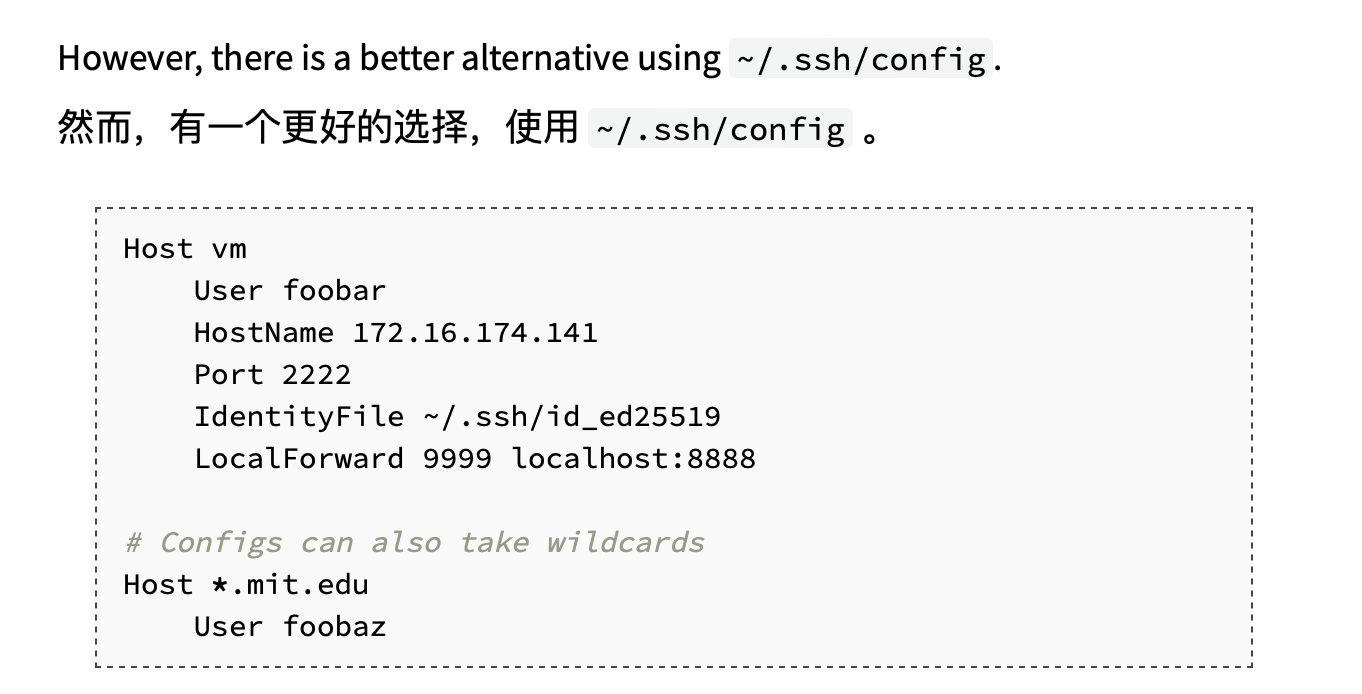 However, there is a better alternative using ~/.ssh/config.
然而，有一个更好的选择，使用 ~/.ssh/config 。
Host vm
    User foobar
    HostName 172.16.174.141
    Port 2222
    IdentityFile ~/.ssh/id_ed25519
    LocalForward 9999 localhost:8888
# Configs can also take wildcards
Host *.mit.edu
    User foobaz